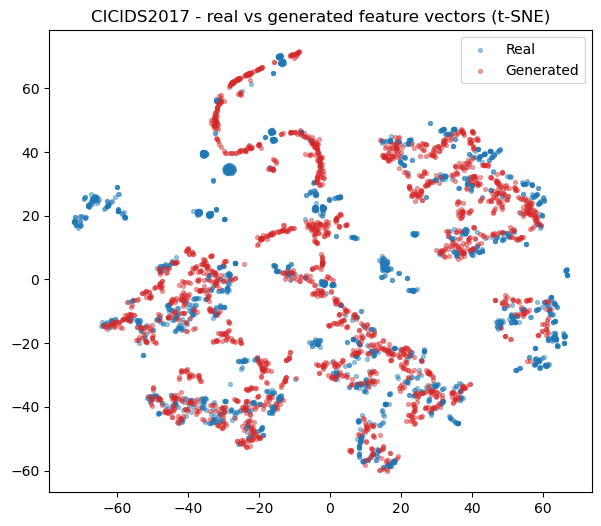 CICIDS2017 - real vs generated feature vectors (t-SNE)
Real
Generated
60
40
20
0
−20
−40
−60
−60 −40 −20 0 20 40 60